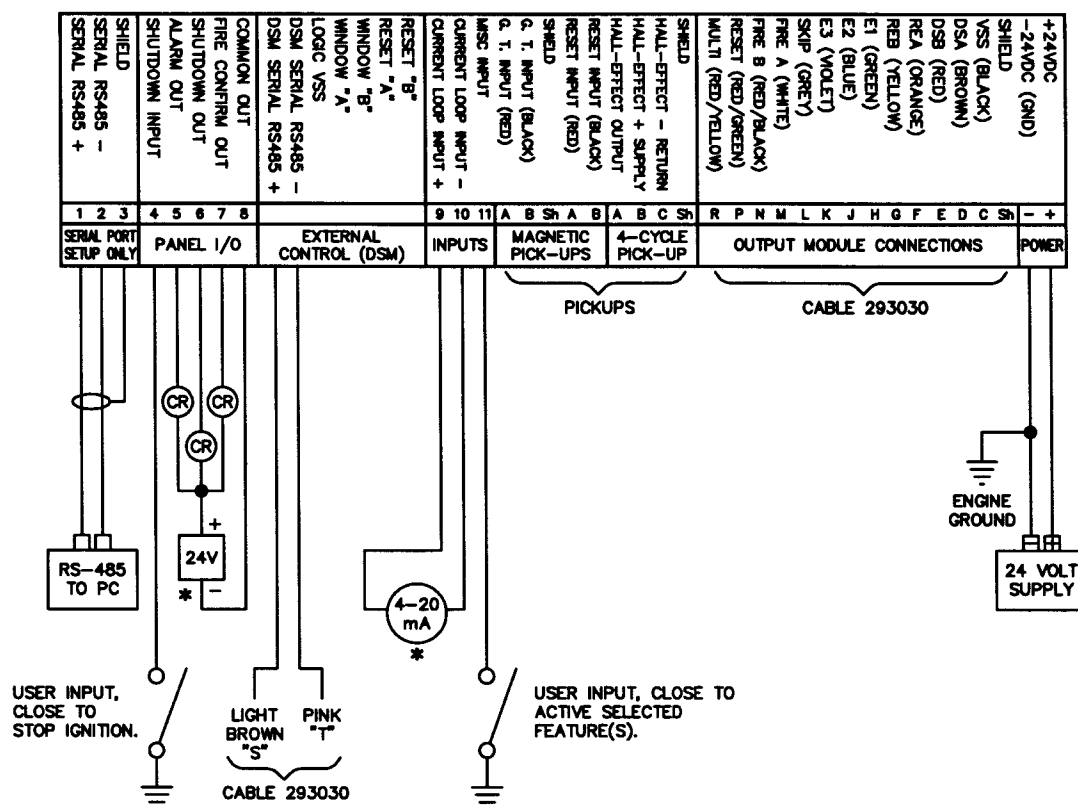 SERIAL RS485 +
SERIAL RS485 -
SHIELD
SHUTDOWN INPUT
ALARM OUT
SHUTDOWN OUT
FIRE CONFIRM OUT
COMMON OUT
DSM SERIAL RS485 +
DSM SERIAL RS485 -
LOGIC VSS
WINDOW "A"
WINDOW "B"
RESET "A"
RESET "B"
CURRENT LOOP INPUT +
CURRENT LOOP INPUT -
MISC INPUT
G. T. INPUT (RED)
G. T. INPUT (BLACK)
SHIELD
RESET INPUT (RED)
RESET INPUT (BLACK)
HALL-EFFECT OUTPUT
HALL-EFFECT + SUPPLY
HALL-EFFECT - RETURN
SHIELD
MULTI (RED/YELLOW)
RESET (RED/GREEN)
FIRE B (RED/BLACK)
FIRE A (WHITE)
SKIP (GREY)
E3 (VIOLET)
E2 (BLUE)
E1 (GREEN)
REB (YELLOW)
REA (ORANGE)
DSB (RED)
DSA (BROWN)
VSS (BLACK)
SHIELD
-24VDC (GND)
+24VDC
1 2 3 4 5 6 7 8 9 10 11 A B Sh A B A B C Sh R P N M L K J H G F E D C Sh - +
SERIAL PORT
SETUP ONLY
PANEL I/O
EXTERNAL
CONTROL (DSM)
INPUTS
MAGNETIC
PICK-UPS
4-CYCLE
PICK-UP
OUTPUT MODULE CONNECTIONS
POWER
PICKUPS
CABLE 293030
CR
CR
CR
ENGINE
GROUND
+
24V
* -
RS-485
TO PC
24 VOLT
SUPPLY
- +
4-20
mA
*
USER INPUT,
CLOSE TO
STOP IGNITION.
LIGHT
BROWN
"S"
PINK
"T"
CABLE 293030
USER INPUT, CLOSE TO
ACTIVE SELECTED
FEATURE(S).